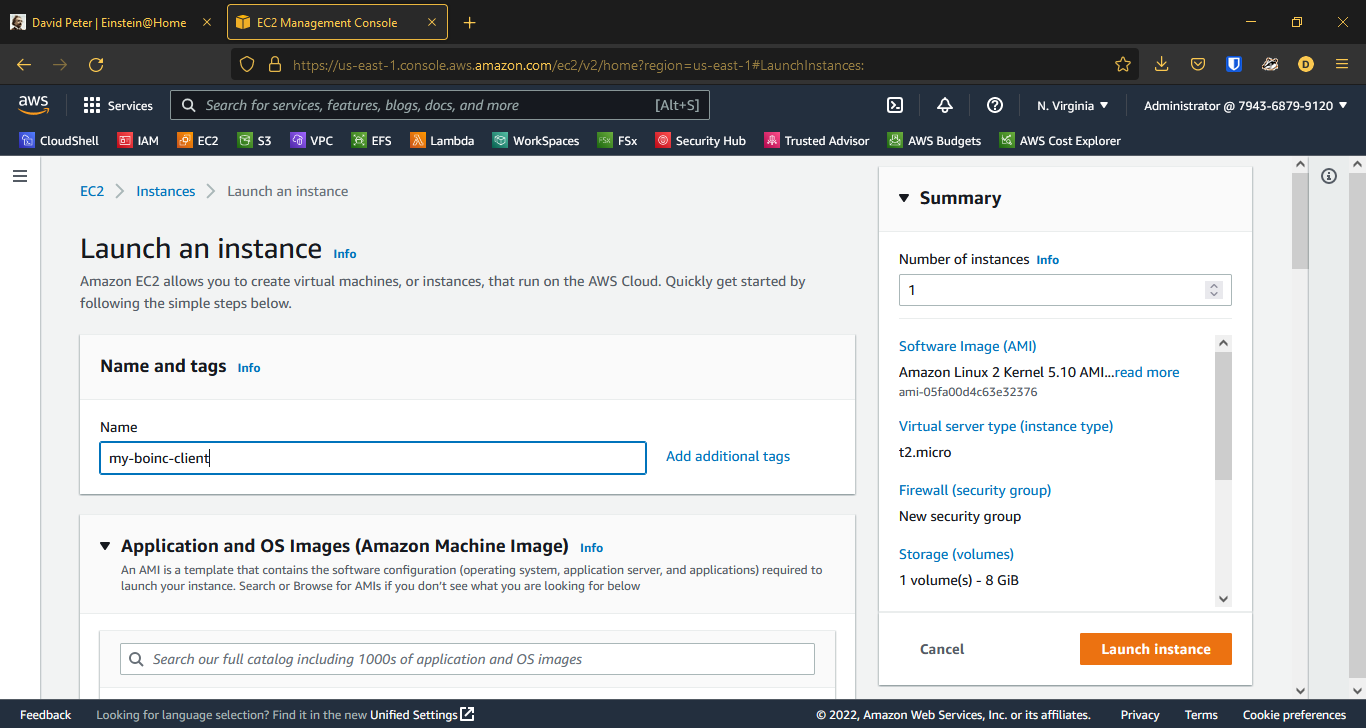 David Peter | Einstein@Home
EC2 Management Console
https://us-east-1.console.aws.amazon.com/ec2/v2/home?region=us-east-1#LaunchInstances:
D
aws
Services
Search for services, features, blogs, docs, and more
[Alt+S]
N. Virginia
Administrator @ 7943-6879-9120
CloudShell
IAM
EC2
S3
VPC
EFS
Lambda
WorkSpaces
FSx
Security Hub
Trusted Advisor
AWS Budgets
AWS Cost Explorer
EC2
Instances
Launch an instance
Launch an instance Info
Amazon EC2 allows you to create virtual machines, or instances, that run on the AWS Cloud. Quickly get started by
following the simple steps below.
Name and tags Info
Name
my-boinc-client
Add additional tags
Application and OS Images (Amazon Machine Image) Info
An AMI is a template that contains the software configuration (operating system, application server, and applications) required to
launch your instance. Search or Browse for AMIs if you don't see what you are looking for below
Search our full catalog including 1000s of application and OS images
Summary
Number of instances Info
1
Software Image (AMI)
Amazon Linux 2 Kernel 5.10 AMI...read more
ami-05fa00d4c63e32376
Virtual server type (instance type)
t2.micro
Firewall (security group)
New security group
Storage (volumes)
1 volume(s) - 8 GiB
Cancel
Launch instance
Feedback
Looking for language selection? Find it in the new Unified Settings
© 2022, Amazon Web Services, Inc. or its affiliates.
Privacy
Terms
Cookie preferences